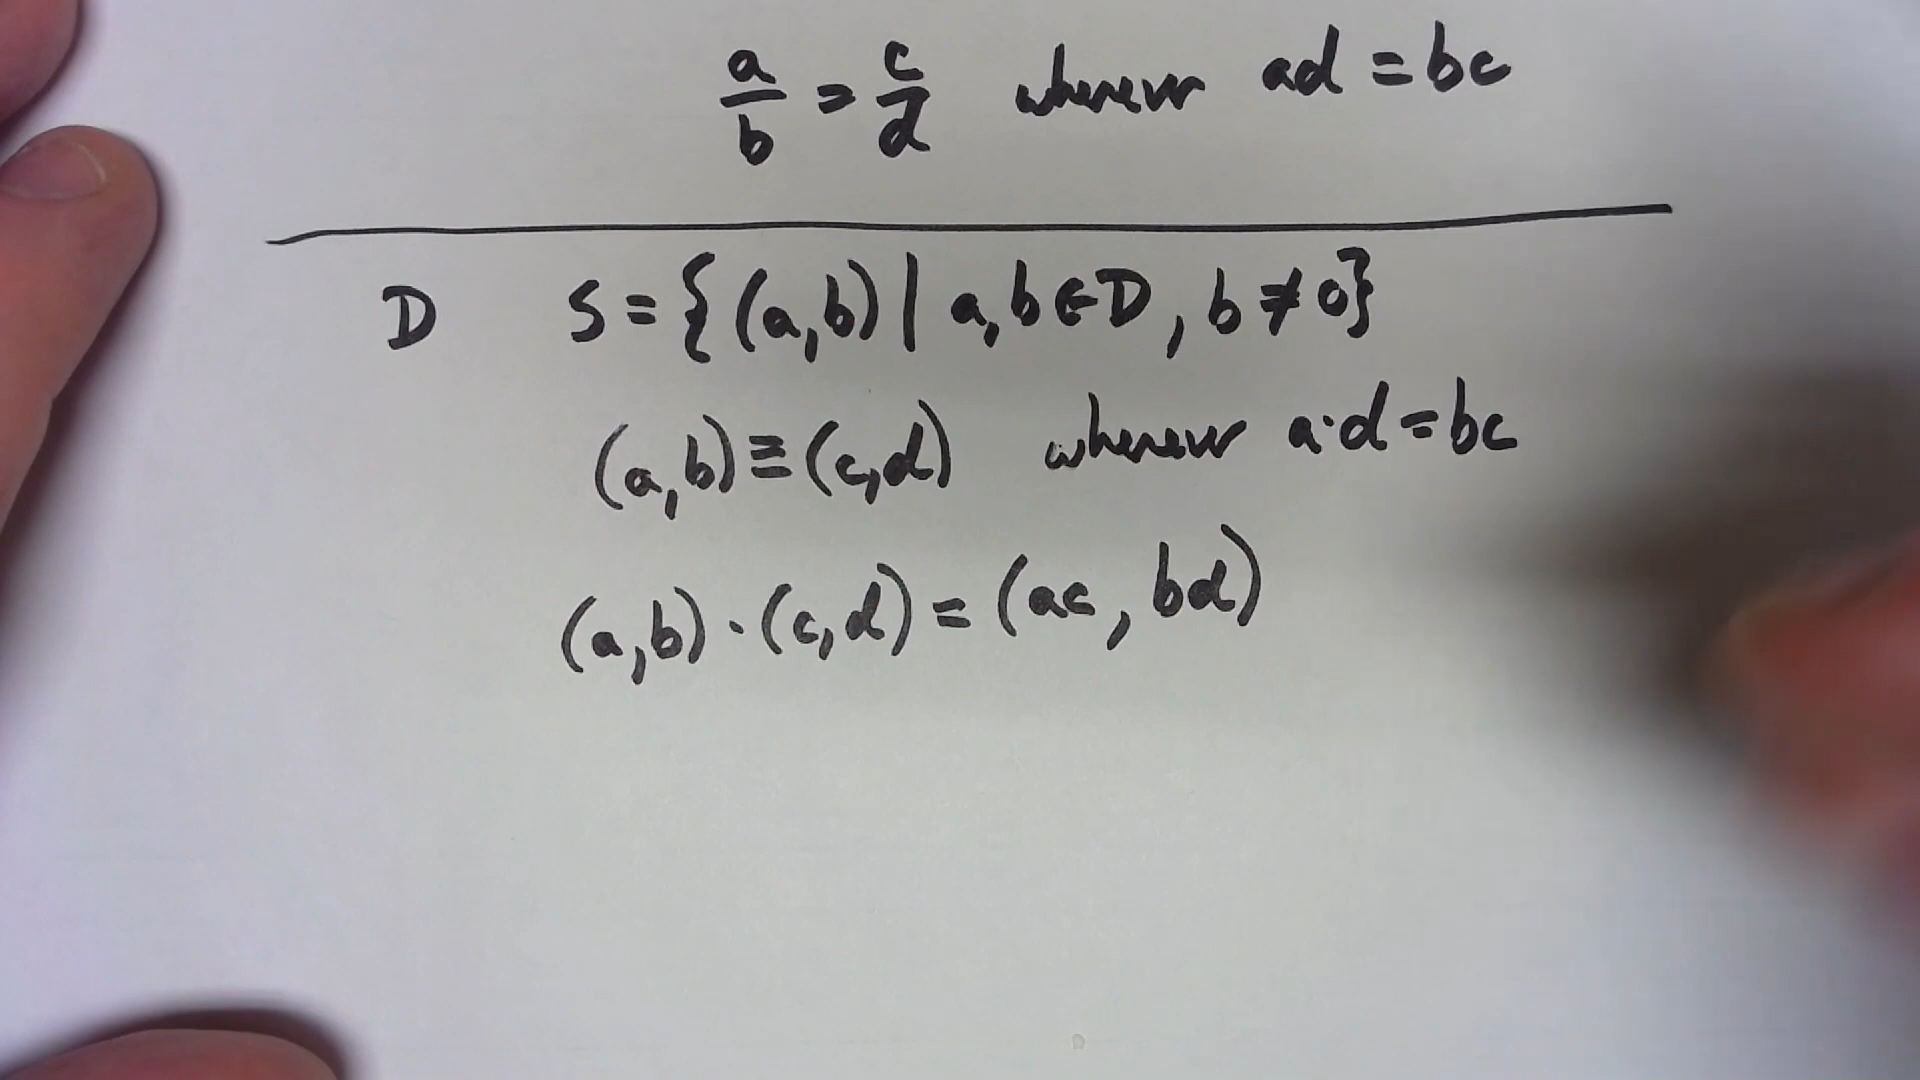 a/b = c/d whenever ad = bc
D S = {(a,b) | a,b ∈ D, b ≠ 0}
(a,b) ≡ (c,d) whenever a·d = bc
(a,b) · (c,d) = (ac, bd)